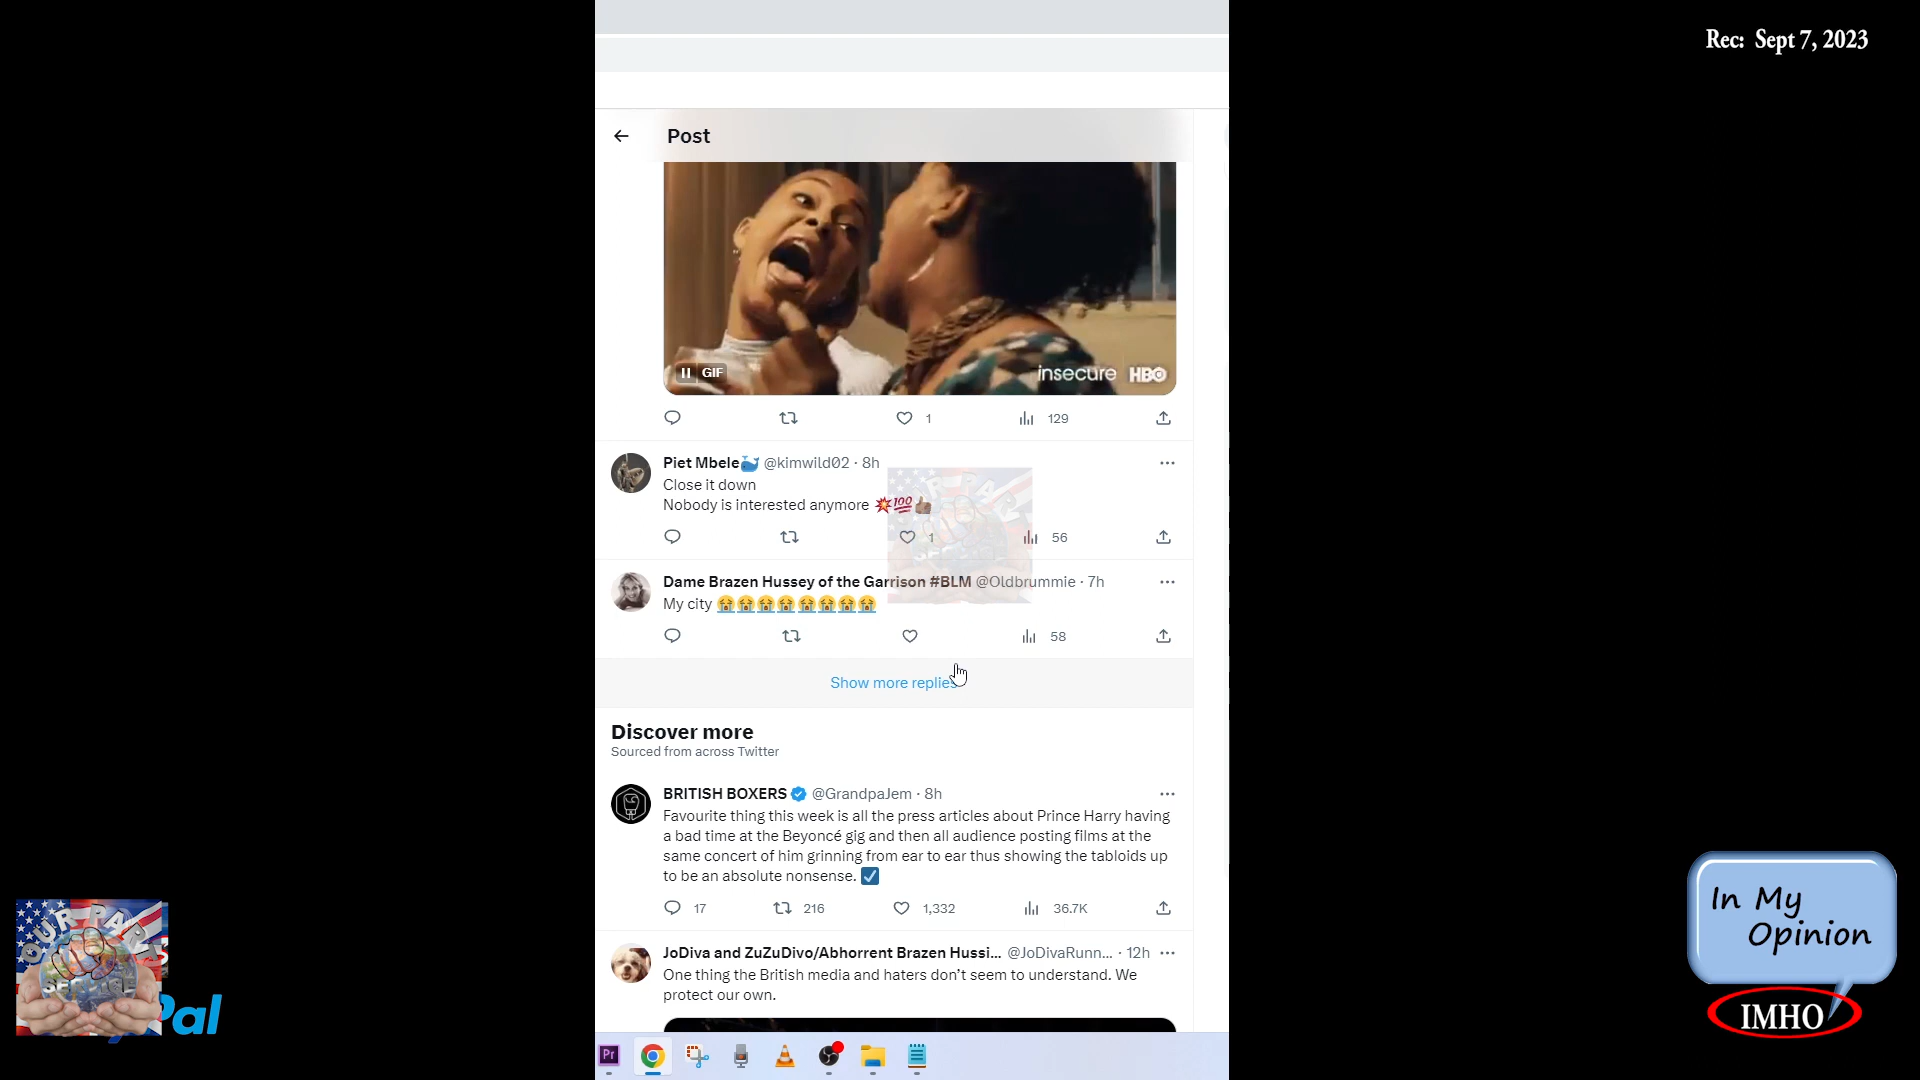 Rec: Sept 7, 2023
Post
GIF
insecure HBO
1 129
Piet Mbele🐳 @kimwild02 · 8h
Close it down
Nobody is interested anymore 💥💯👍🏾
1 56
Dame Brazen Hussey of the Garrison #BLM @Oldbrummie · 7h
My city 😭😭😭😭😭😭😭😭
58
Show more replies
Discover more
Sourced from across Twitter
BRITISH BOXERS @GrandpaJem · 8h
Favourite thing this week is all the press articles about Prince Harry having
a bad time at the Beyoncé gig and then all audience posting films at the
same concert of him grinning from ear to ear thus showing the tabloids up
to be an absolute nonsense. ☑️
17 216 1,332 36.7K
JoDiva and ZuZuDivo/Abhorrent Brazen Hussi... @JoDivaRunn... · 12h
One thing the British media and haters don't seem to understand. We
protect our own.
Pr
OUR PART
SERVICE
Pal
In My
Opinion
IMHO